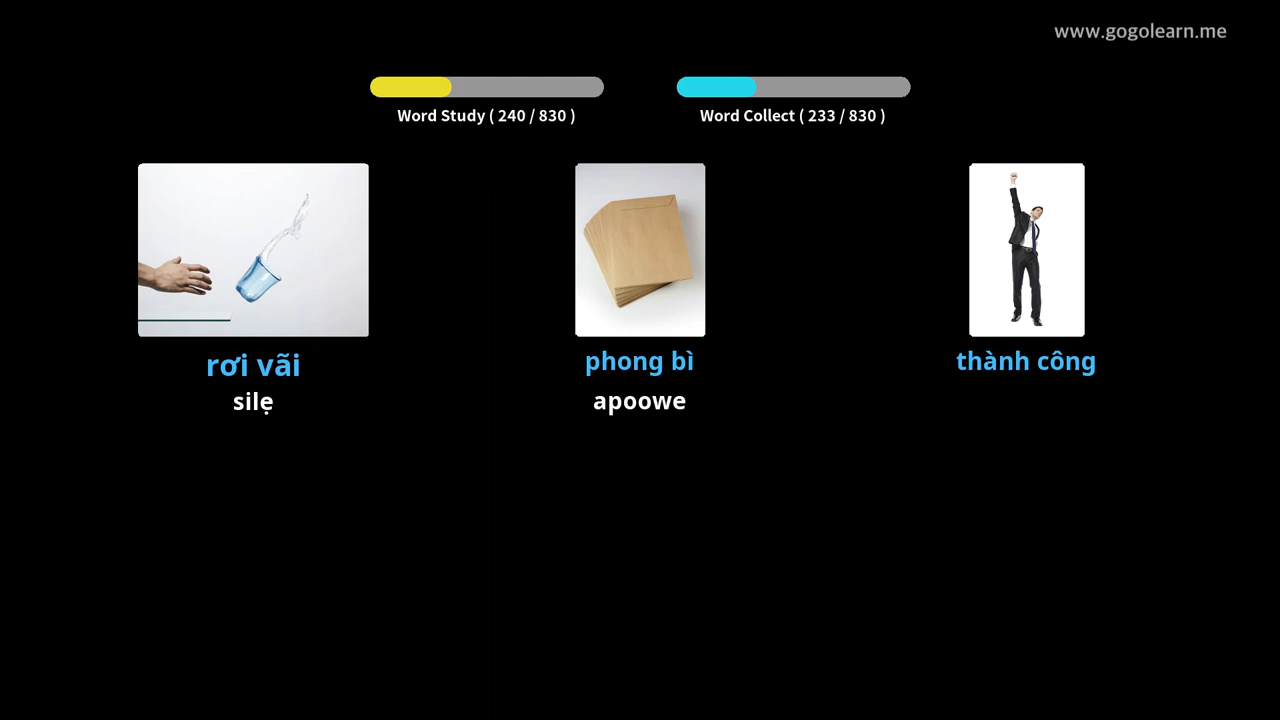 www.gogolearn.me
Word Study ( 240 / 830 )
Word Collect ( 233 / 830 )
rơi vãi
phong bì
thành công
silẹ
apoowe